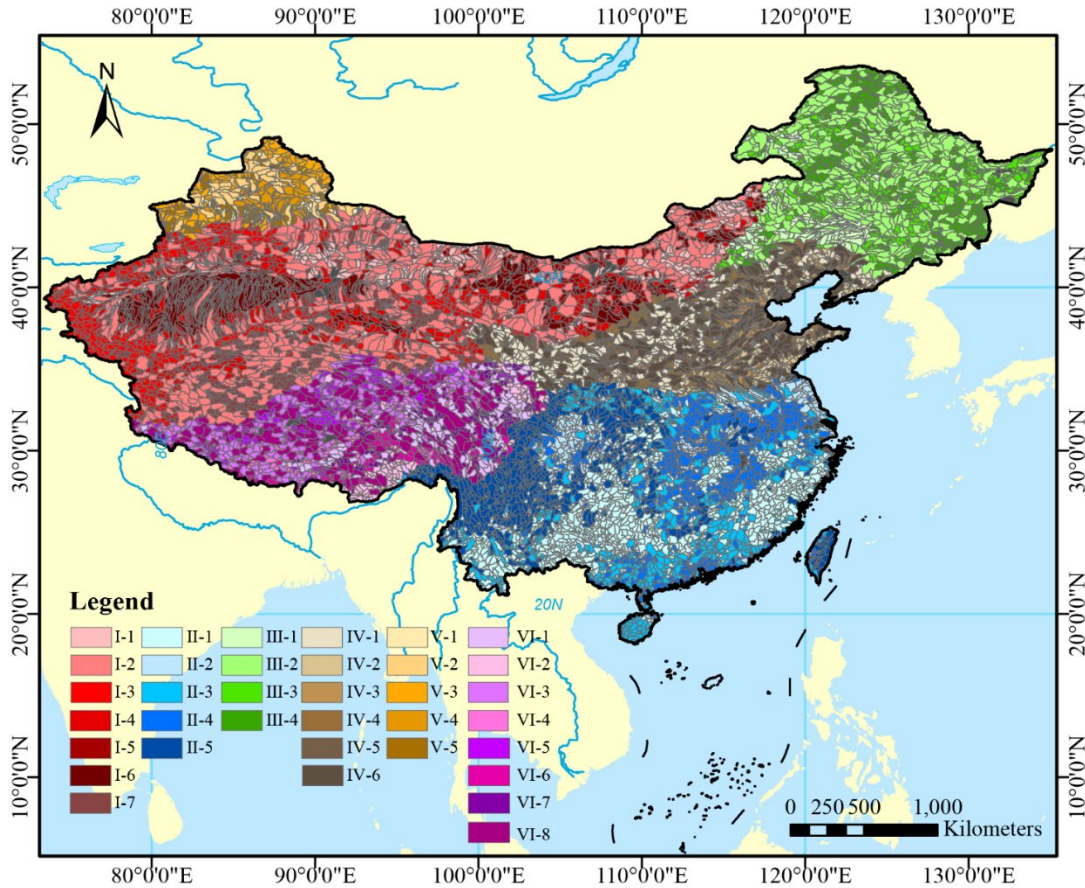 80°0'0"E 90°0'0"E 100°0'0"E 110°0'0"E 120°0'0"E 130°0'0"E
N
50°0'0"N 50°0'0"N
40N
40°0'0"N 40°0'0"N
30°0'0"N 30°0'0"N
20N
20°0'0"N 20°0'0"N
10°0'0"N 10°0'0"N
Legend
I-1 II-1 III-1 IV-1 V-1 VI-1
I-2 II-2 III-2 IV-2 V-2 VI-2
I-3 II-3 III-3 IV-3 V-3 VI-3
I-4 II-4 III-4 IV-4 V-4 VI-4
I-5 II-5 IV-5 V-5 VI-5
I-6 IV-6 VI-6
I-7 VI-7
VI-8
0 250 500 1,000
Kilometers
80°0'0"E 90°0'0"E 100°0'0"E 110°0'0"E 120°0'0"E 130°0'0"E